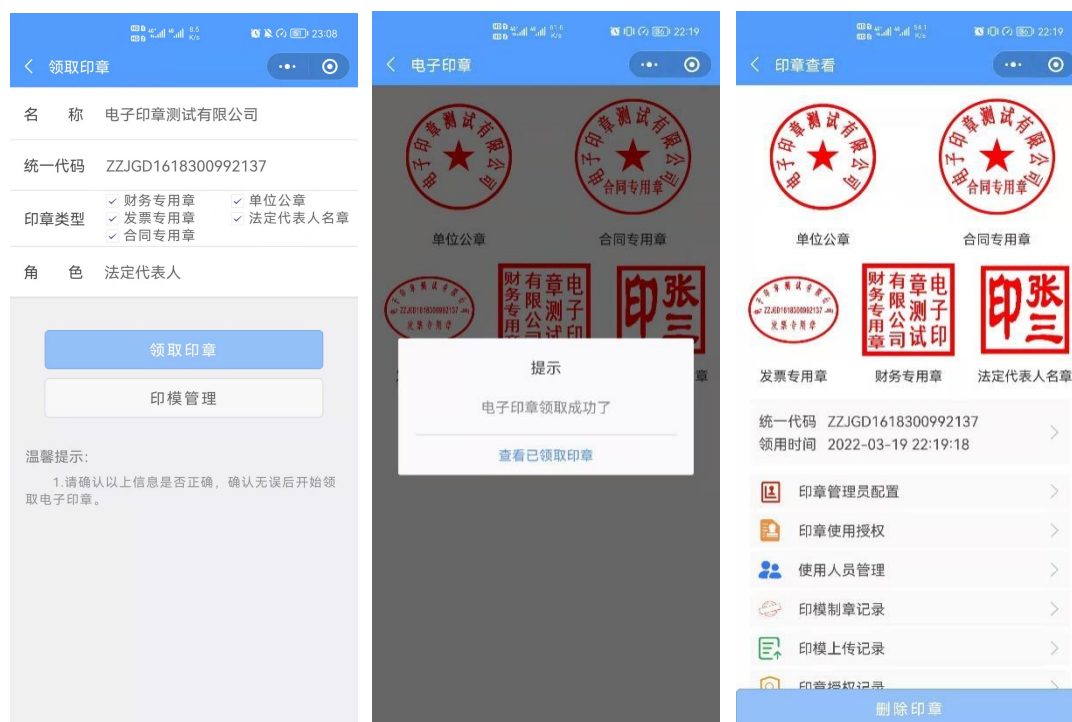 8.5 K/s 23:08
领取印章
名 称 电子印章测试有限公司
统一代码 ZZJGD1618300992137
印章类型
财务专用章 单位公章
发票专用章 法定代表人名章
合同专用章
角 色 法定代表人
领取印章
印模管理
温馨提示:
1.请确认以上信息是否正确，确认无误后开始领
取电子印章。
22:19
电子印章
电子印章测试有限公司
电子印章测试有限公司
合同专用章
单位公章 合同专用章
ZZJGD1618300992137
发票专用章
电子印
章测试
有限公司
财务专用章
张三
印
提示
电子印章领取成功了
查看已领取印章
章
54.1 K/s 22:19
印章查看
电子印章测试有限公司
电子印章测试有限公司
合同专用章
单位公章 合同专用章
ZZJGD1618300992137
发票专用章
电子印
章测试
有限公司
财务专用章
张三
印
发票专用章 财务专用章 法定代表人名章
统一代码 ZZJGD1618300992137
领用时间 2022-03-19 22:19:18
印章管理员配置
印章使用授权
使用人员管理
印模制章记录
印模上传记录
印章授权记录
删除印章